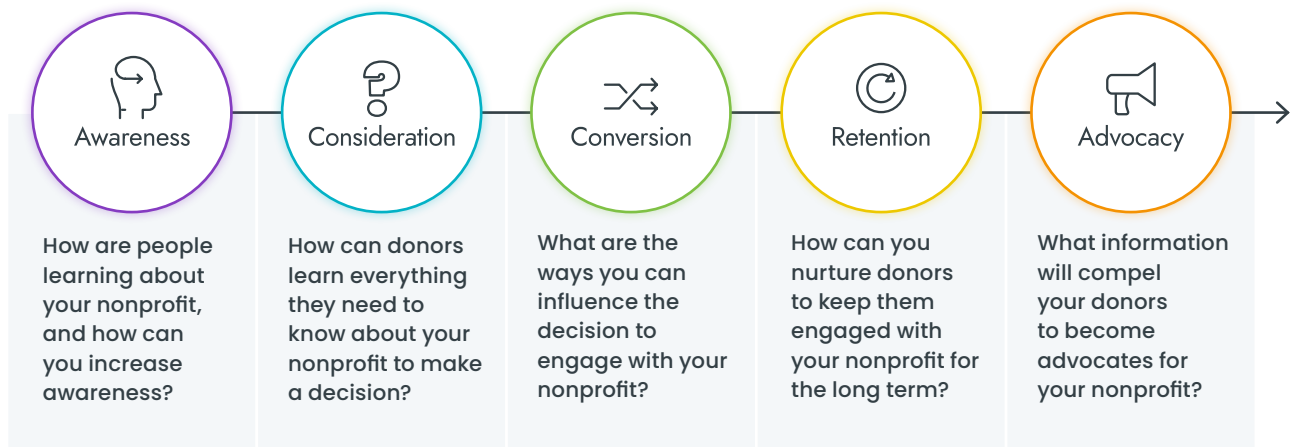 Awareness
Consideration
Conversion
Retention
Advocacy
How are people
learning about
your nonprofit,
and how can
you increase
awareness?
How can donors
learn everything
they need to
know about your
nonprofit to make
a decision?
What are the
ways you can
influence the
decision to
engage with your
nonprofit?
How can you
nurture donors
to keep them
engaged with
your nonprofit for
the long term?
What information
will compel
your donors
to become
advocates for
your nonprofit?